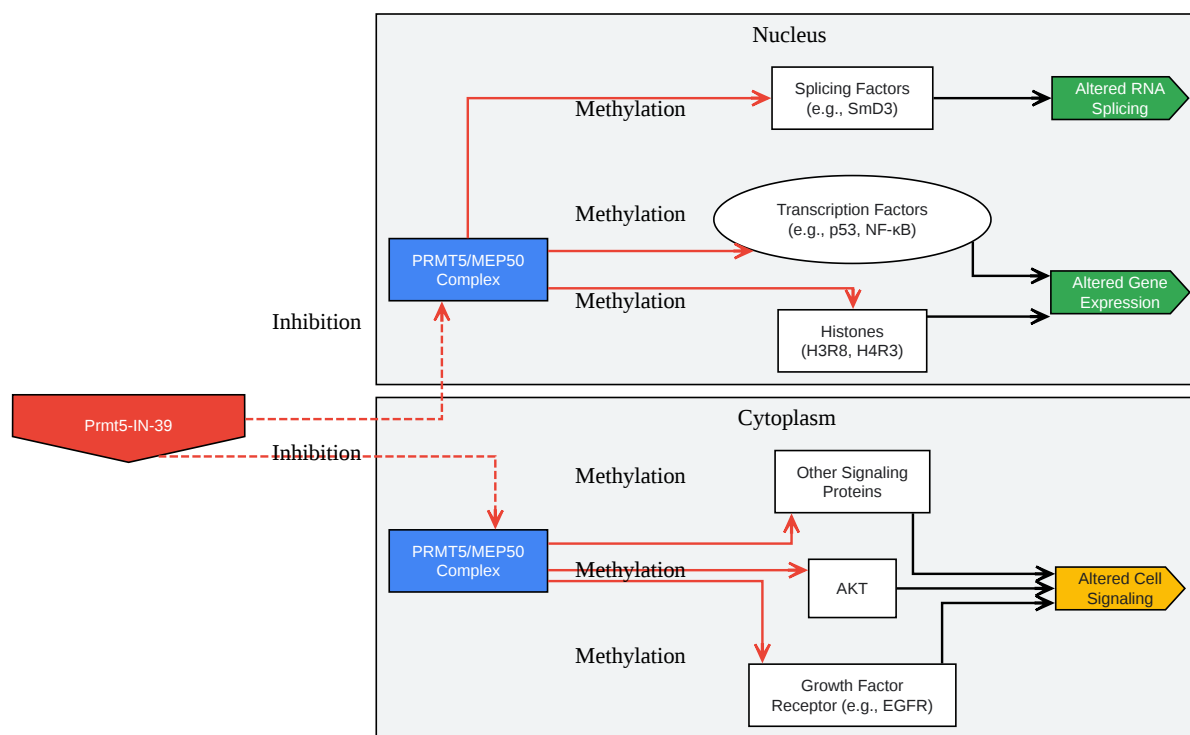 Nucleus
Splicing Factors
(e.g., SmD3)
Altered RNA
Splicing
Methylation
Methylation
Transcription Factors
(e.g., p53, NF-κB)
PRMT5/MEP50
Complex
Altered Gene
Expression
Methylation
Inhibition
Histones
(H3R8, H4R3)
Prmt5-IN-39
Cytoplasm
Inhibition
Methylation
Other Signaling
Proteins
PRMT5/MEP50
Complex
Methylation
AKT
Altered Cell
Signaling
Methylation
Growth Factor
Receptor (e.g., EGFR)